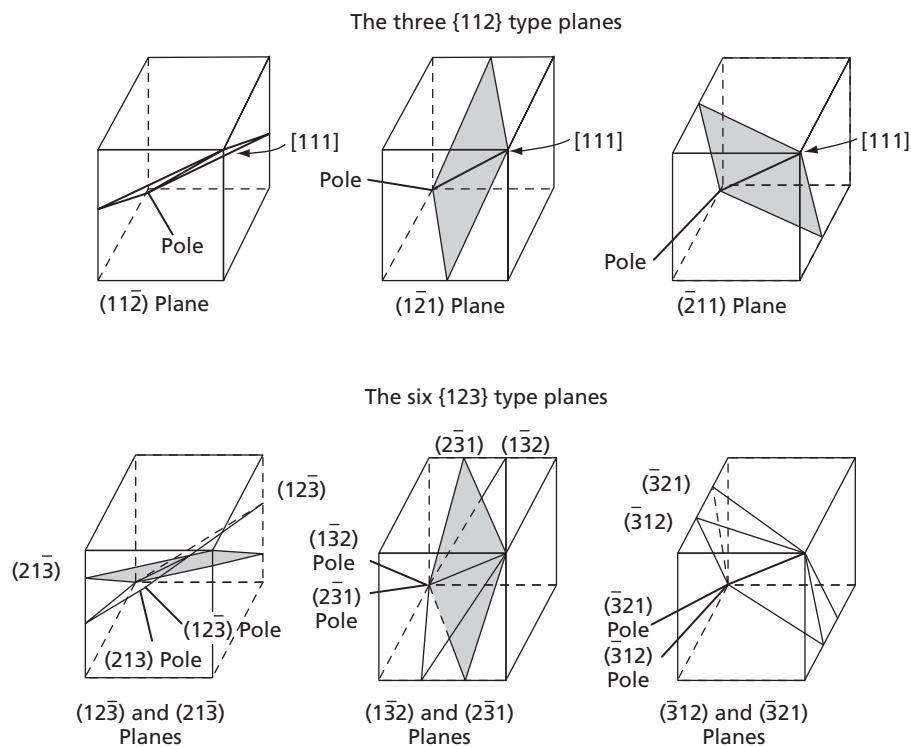 The three {112} type planes
[111]
Pole
(112̅) Plane
[111]
Pole
(12̅1) Plane
[111]
Pole
(2̅11) Plane
The six {123} type planes
(123̅)
(213̅)
(123̅) Pole
(213) Pole
(123̅) and (213̅)
Planes
(23̅1) (13̅2)
(13̅2)
Pole
(23̅1)
Pole
(13̅2) and (23̅1)
Planes
(3̅21)
(3̅12)
(3̅21)
Pole
(3̅12)
Pole
(3̅12) and (3̅21)
Planes